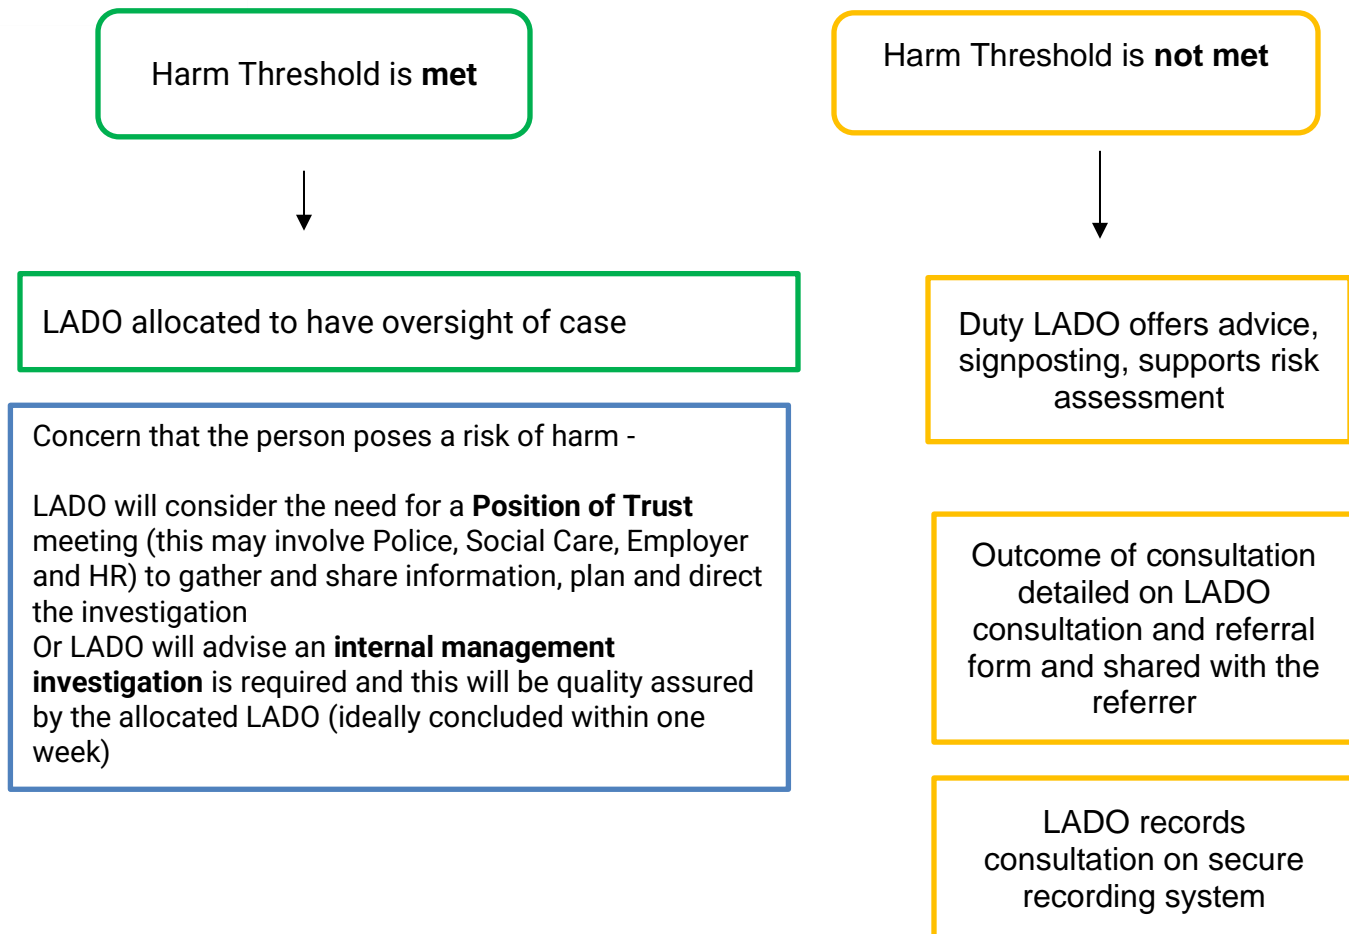 Harm Threshold is met
LADO allocated to have oversight of case
Concern that the person poses a risk of harm -
LADO will consider the need for a Position of Trust
meeting (this may involve Police, Social Care, Employer
and HR) to gather and share information, plan and direct
the investigation
Or LADO will advise an internal management
investigation is required and this will be quality assured
by the allocated LADO (ideally concluded within one
week)
Harm Threshold is not met
Duty LADO offers advice,
signposting, supports risk
assessment
Outcome of consultation
detailed on LADO
consultation and referral
form and shared with the
referrer
LADO records
consultation on secure
recording system